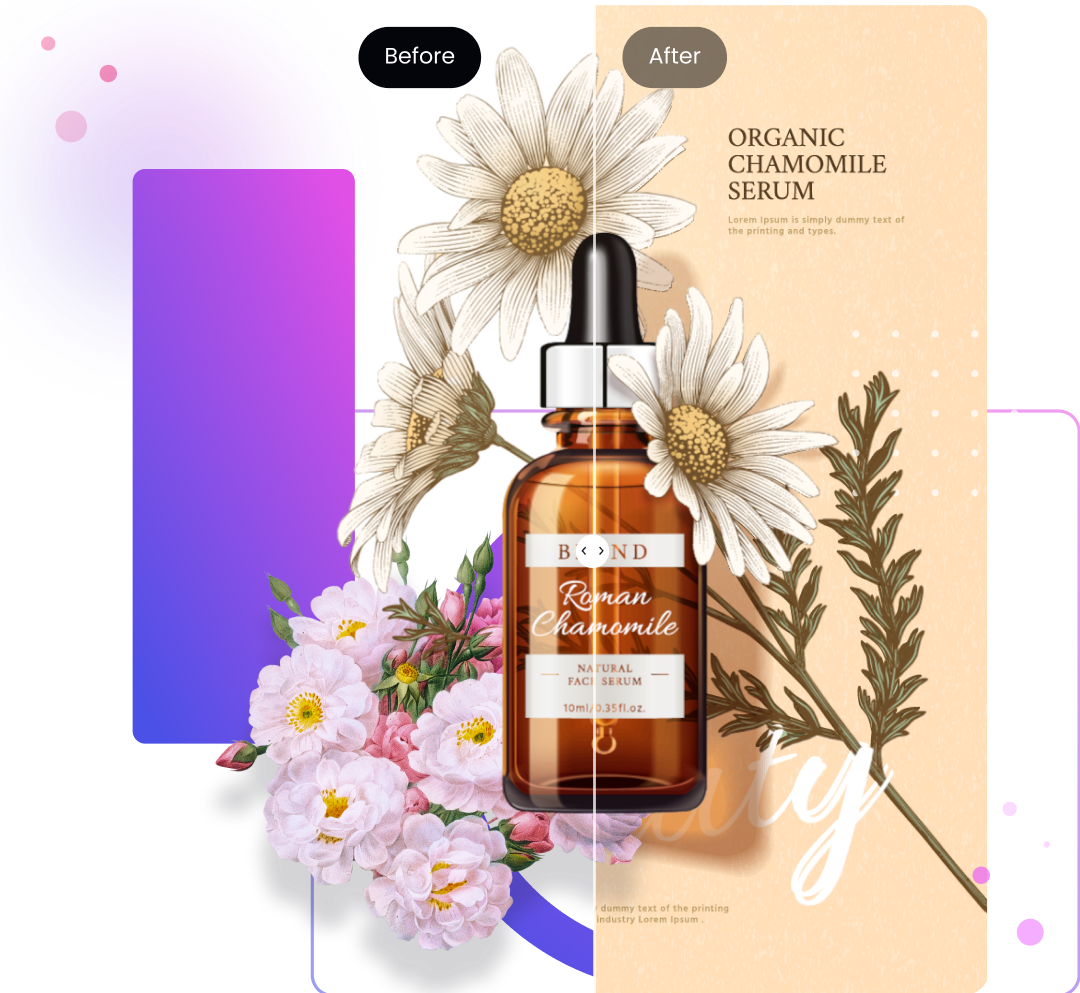 Before
After
ORGANIC
CHAMOMILE
SERUM
Lorem Ipsum is simply dummy text of
the printing and types.
Roman
Chamomile
NATURAL
FACE SERUM
10ml/0.35fl.oz.
ty
dummy text of the printing
industry Lorem Ipsum .